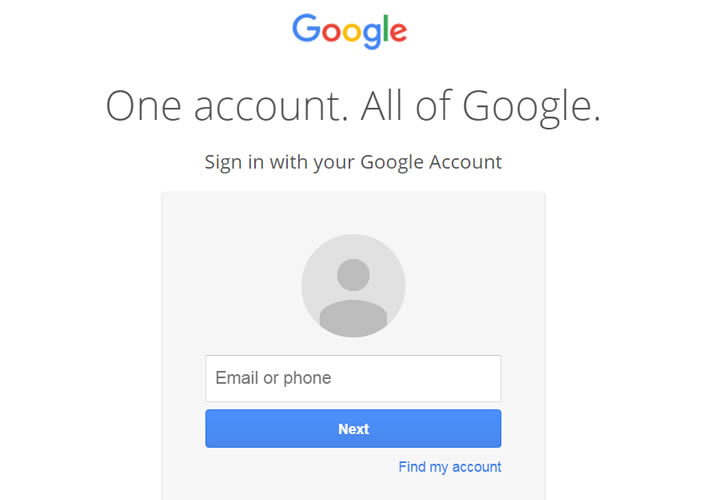 Google
One account. All of Google.
Sign in with your Google Account
Email or phone
Next
Find my account